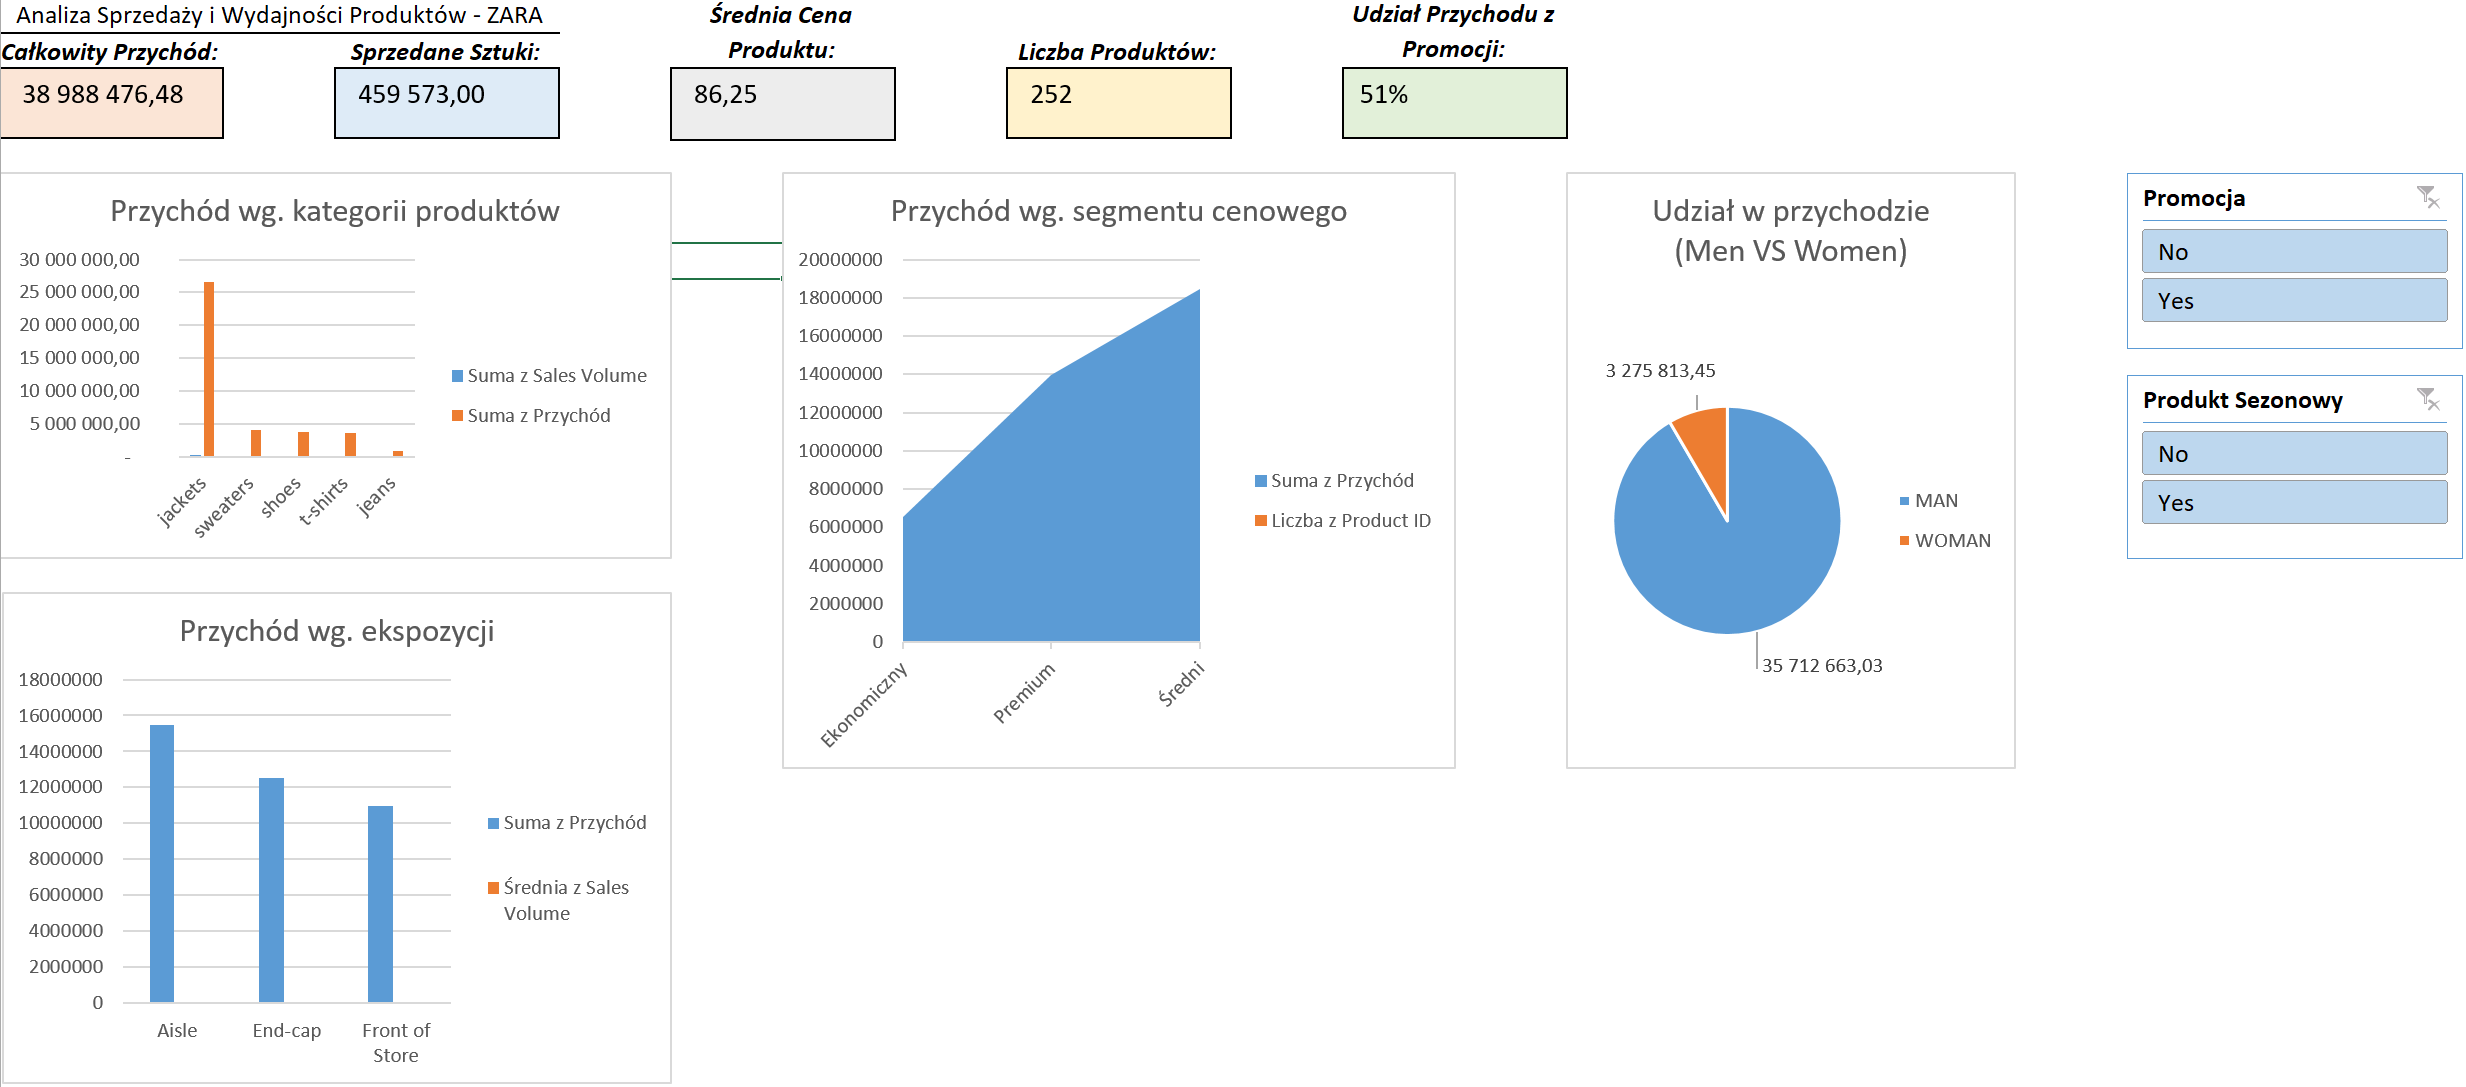 Analiza Sprzedaży i Wydajności Produktów - ZARA
Całkowity Przychód:
38 988 476,48
Sprzedane Sztuki:
459 573,00
Średnia Cena
Produktu:
86,25
Liczba Produktów:
252
Udział Przychodu z
Promocji:
51%
Przychód wg. kategorii produktów
30 000 000,00
25 000 000,00
20 000 000,00
15 000 000,00
10 000 000,00
5 000 000,00
-
jackets
sweaters
shoes
t-shirts
jeans
Suma z Sales Volume
Suma z Przychód
Przychód wg. segmentu cenowego
20000000
18000000
16000000
14000000
12000000
10000000
8000000
6000000
4000000
2000000
0
Ekonomiczny
Premium
Średni
Suma z Przychód
Liczba z Product ID
Udział w przychodzie
(Men VS Women)
3 275 813,45
35 712 663,03
MAN
WOMAN
Promocja
No
Yes
Produkt Sezonowy
No
Yes
Przychód wg. ekspozycji
18000000
16000000
14000000
12000000
10000000
8000000
6000000
4000000
2000000
0
Aisle
End-cap
Front of
Store
Suma z Przychód
Średnia z Sales
Volume